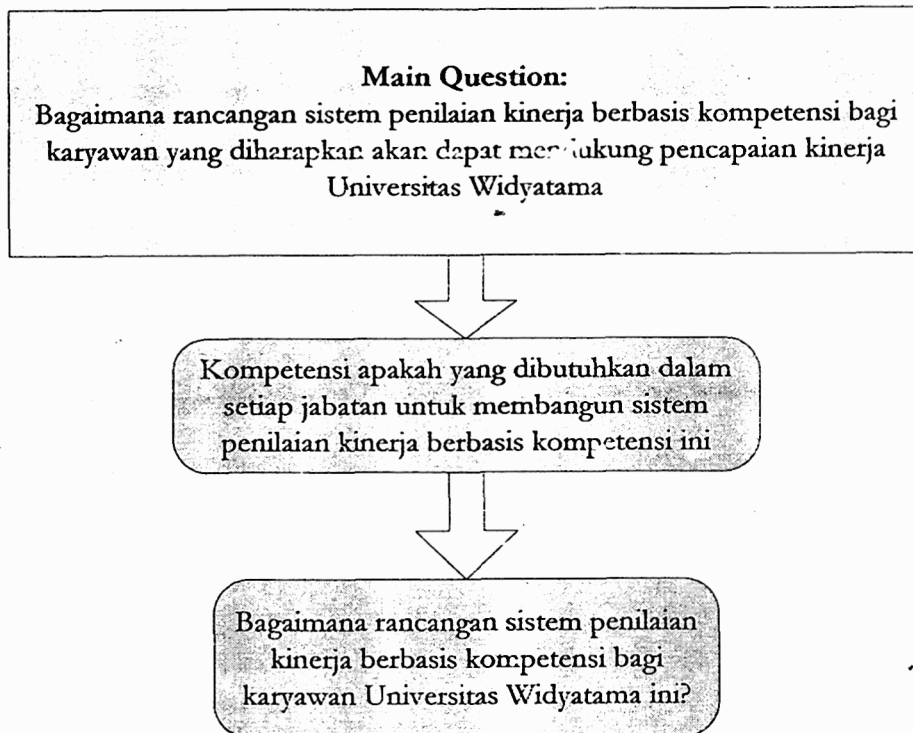 Main Question:
Bagaimana rancangan sistem penilaian kinerja berbasis kompetensi bagi
karyawan yang diharapkan akan dapat mendukung pencapaian kinerja
Universitas Widyatama
Kompetensi apakah yang dibutuhkan dalam
setiap jabatan untuk membangun sistem
penilaian kinerja berbasis kompetensi ini
Bagaimana rancangan sistem penilaian
kinerja berbasis kompetensi bagi
karyawan Universitas Widyatama ini?